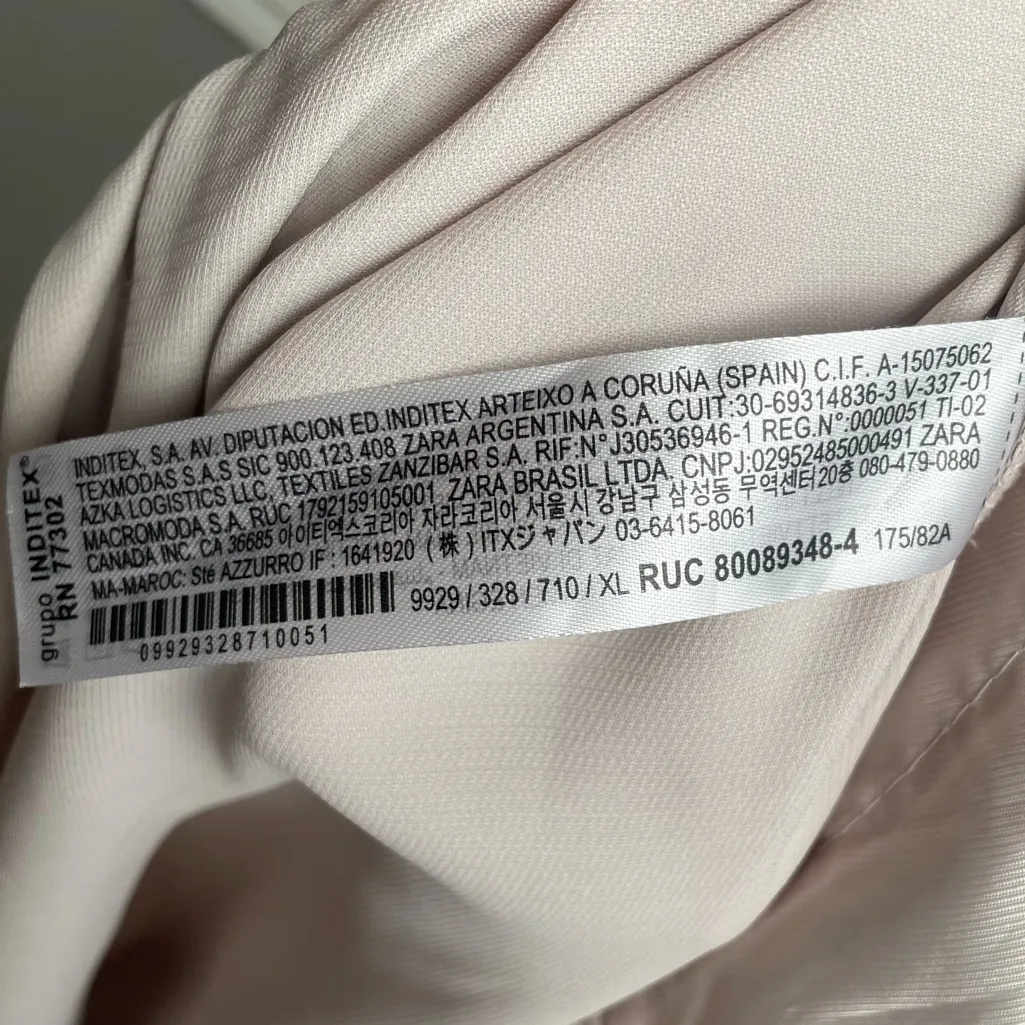 grupo INDITEX®
RN 77302
INDITEX, S.A. AV. DIPUTACION ED.INDITEX ARTEIXO A CORUÑA (SPAIN) C.I.F. A-15075062
TEXMODAS S.A.S SIC 900 123 408 ZARA ARGENTINA S.A. CUIT:30-69314836-3 V-337-01
AZKA LOGISTICS LLC, TEXTILES ZANZIBAR S.A. RIF:N°J30536946-1 REG.N°:0000051 TI-02
MACROMODA S.A. RUC 1792159105001 ZARA BRASIL LTDA, CNPJ:02952485000491 ZARA
CANADA INC. CA 36685 아이티엑스코리아 자라코리아 서울시 강남구 삼성동 무역센터20층 080-479-0880
MA-MAROC: Sté AZZURRO IF : 1641920 (株) ITXジャパン 03-6415-8061
9929 / 328 / 710 / XL RUC 80089348-4 175/82A
09929328710051